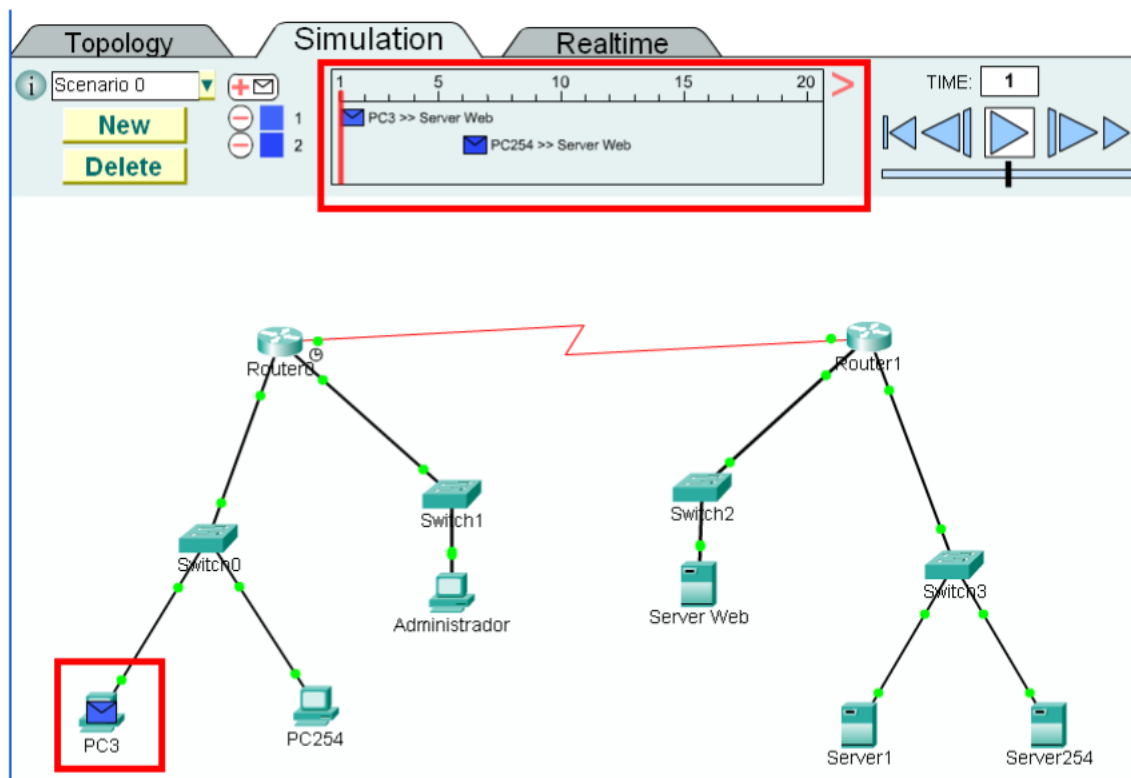 Topology Simulation Realtime
i Scenario 0
New
Delete
1
2
1 5 10 15 20
PC3 >> Server Web
PC254 >> Server Web
>
TIME: 1
Router0
Router1
Switch1
Switch2
Switch0
Switch3
Administrador
Server Web
PC3
PC254
Server1
Server254